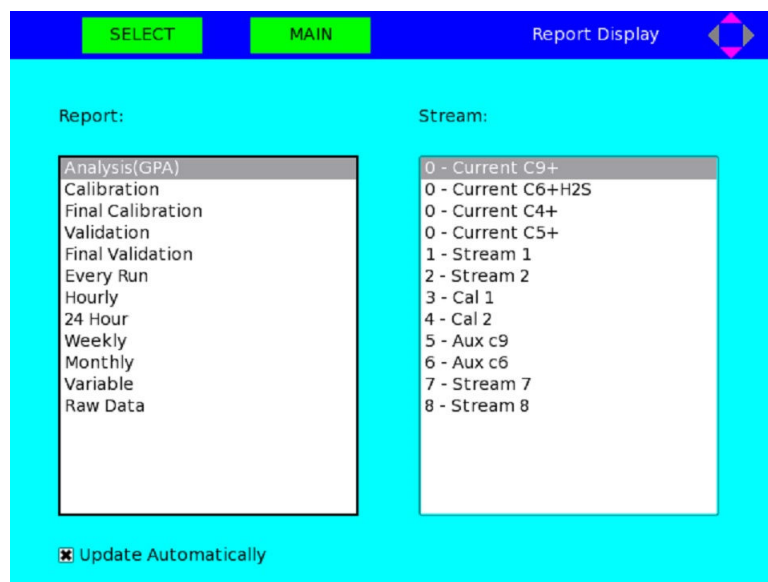 SELECT MAIN Report Display
Report:
Analysis(GPA)
Calibration
Final Calibration
Validation
Final Validation
Every Run
Hourly
24 Hour
Weekly
Monthly
Variable
Raw Data
Stream:
0 - Current C9+
0 - Current C6+H2S
0 - Current C4+
0 - Current C5+
1 - Stream 1
2 - Stream 2
3 - Cal 1
4 - Cal 2
5 - Aux c9
6 - Aux c6
7 - Stream 7
8 - Stream 8
Update Automatically